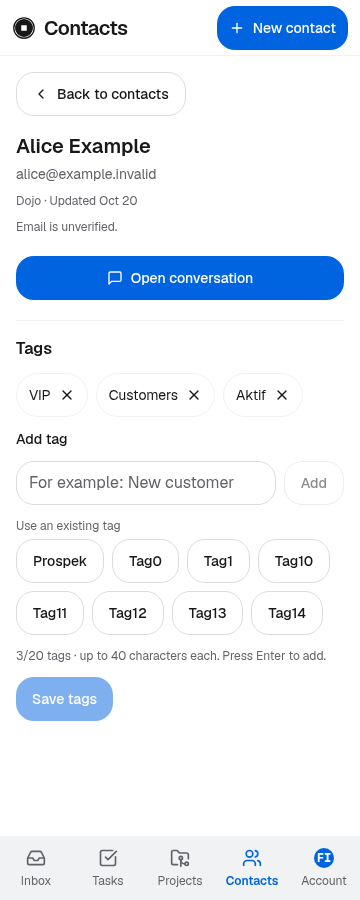 Contacts
New contact
Back to contacts
Alice Example
alice@example.invalid
Dojo · Updated Oct 20
Email is unverified.
Open conversation
Tags
VIP
Customers
Aktif
Add tag
For example: New customer
Add
Use an existing tag
Prospek
Tag0
Tag1
Tag10
Tag11
Tag12
Tag13
Tag14
3/20 tags · up to 40 characters each. Press Enter to add.
Save tags
FI
Inbox
Tasks
Projects
Contacts
Account